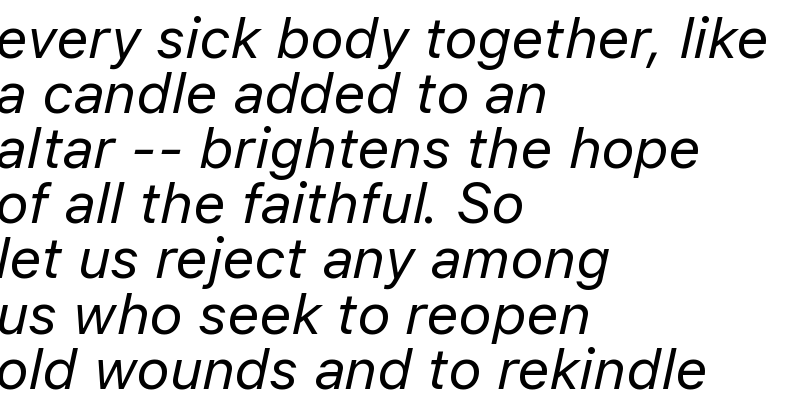 every sick body together, like
a candle added to an
altar -- brightens the hope
of all the faithful. So
let us reject any among
us who seek to reopen
old wounds and to rekindle